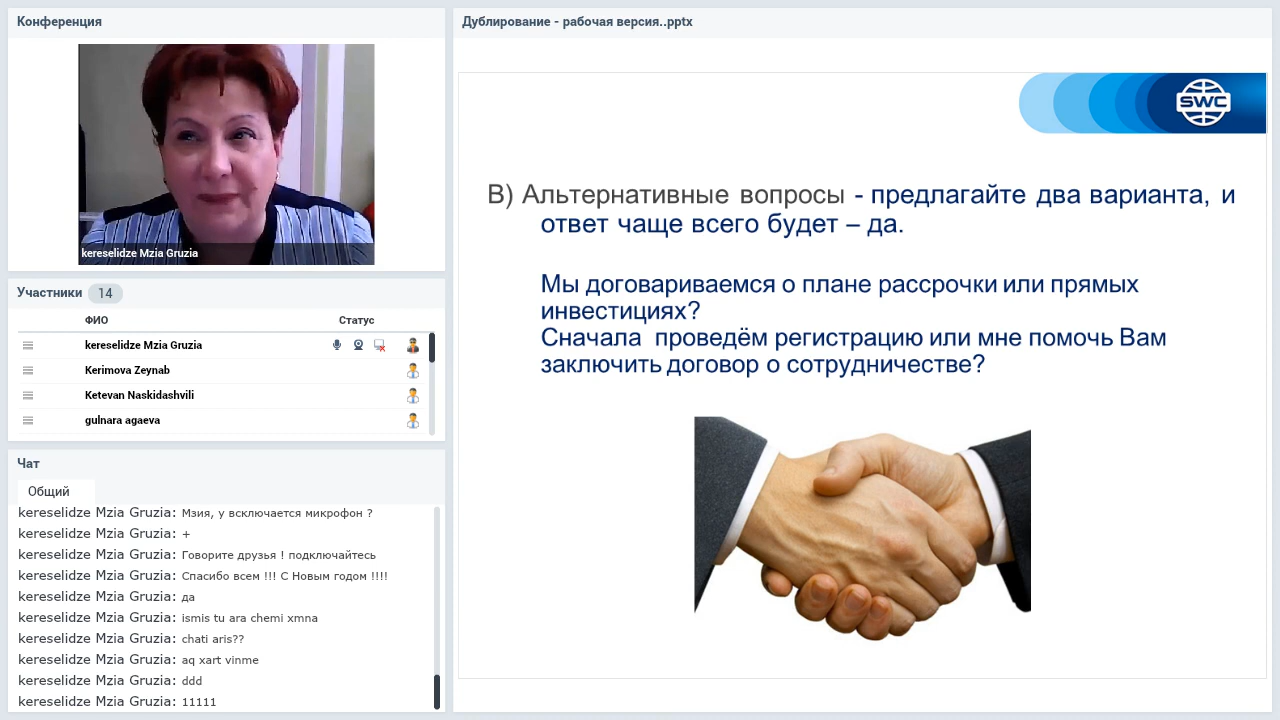 Конференция
kereselidze Mzia Gruzia
Участники 14
ФИО Статус
kereselidze Mzia Gruzia
Kerimova Zeynab
Ketevan Naskidashvili
gulnara agaeva
Чат
Общий
kereselidze Mzia Gruzia: Мзия, у всключается микрофон ?
kereselidze Mzia Gruzia: +
kereselidze Mzia Gruzia: Говорите друзья ! подключайтесь
kereselidze Mzia Gruzia: Спасибо всем !!! С Новым годом !!!!
kereselidze Mzia Gruzia: да
kereselidze Mzia Gruzia: ismis tu ara chemi xmna
kereselidze Mzia Gruzia: chati aris??
kereselidze Mzia Gruzia: aq xart vinme
kereselidze Mzia Gruzia: ddd
kereselidze Mzia Gruzia: 11111
Дублирование - рабочая версия..pptx
SWC
В) Альтернативные вопросы - предлагайте два варианта, и
ответ чаще всего будет – да.
Мы договариваемся о плане рассрочки или прямых
инвестициях?
Сначала проведём регистрацию или мне помочь Вам
заключить договор о сотрудничестве?